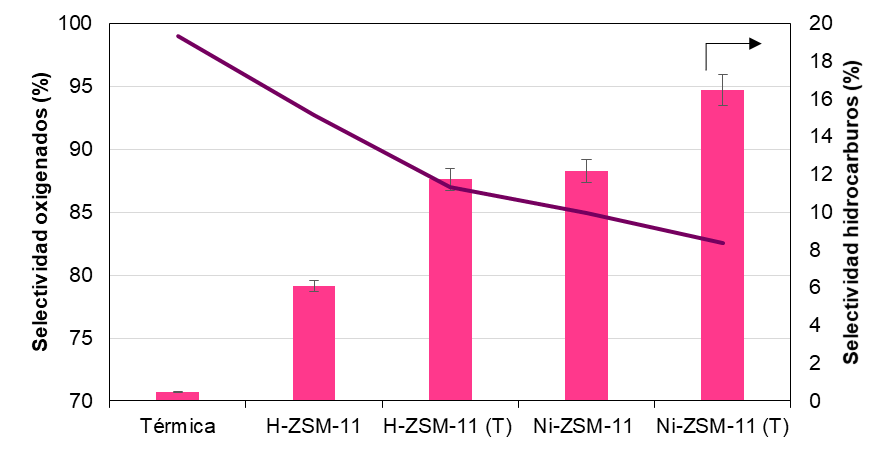 Selectividad oxigenados (%)
100
95
90
85
80
75
70
Térmica
H-ZSM-11
H-ZSM-11 (T)
Ni-ZSM-11
Ni-ZSM-11 (T)
20
18
16
14
12
10
8
6
4
2
0
Selectividad hidrocarburos (%)